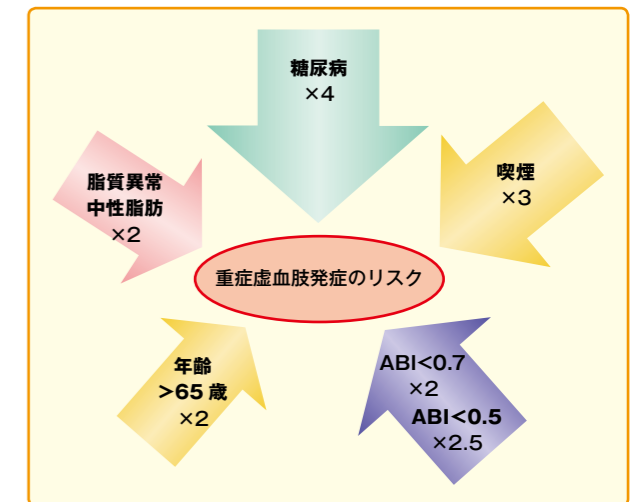 糖尿病
×4
脂質異常
中性脂肪
×2
喫煙
×3
重症虚血肢発症のリスク
年齢
>65 歳
×2
ABI<0.7
×2
ABI<0.5
×2.5